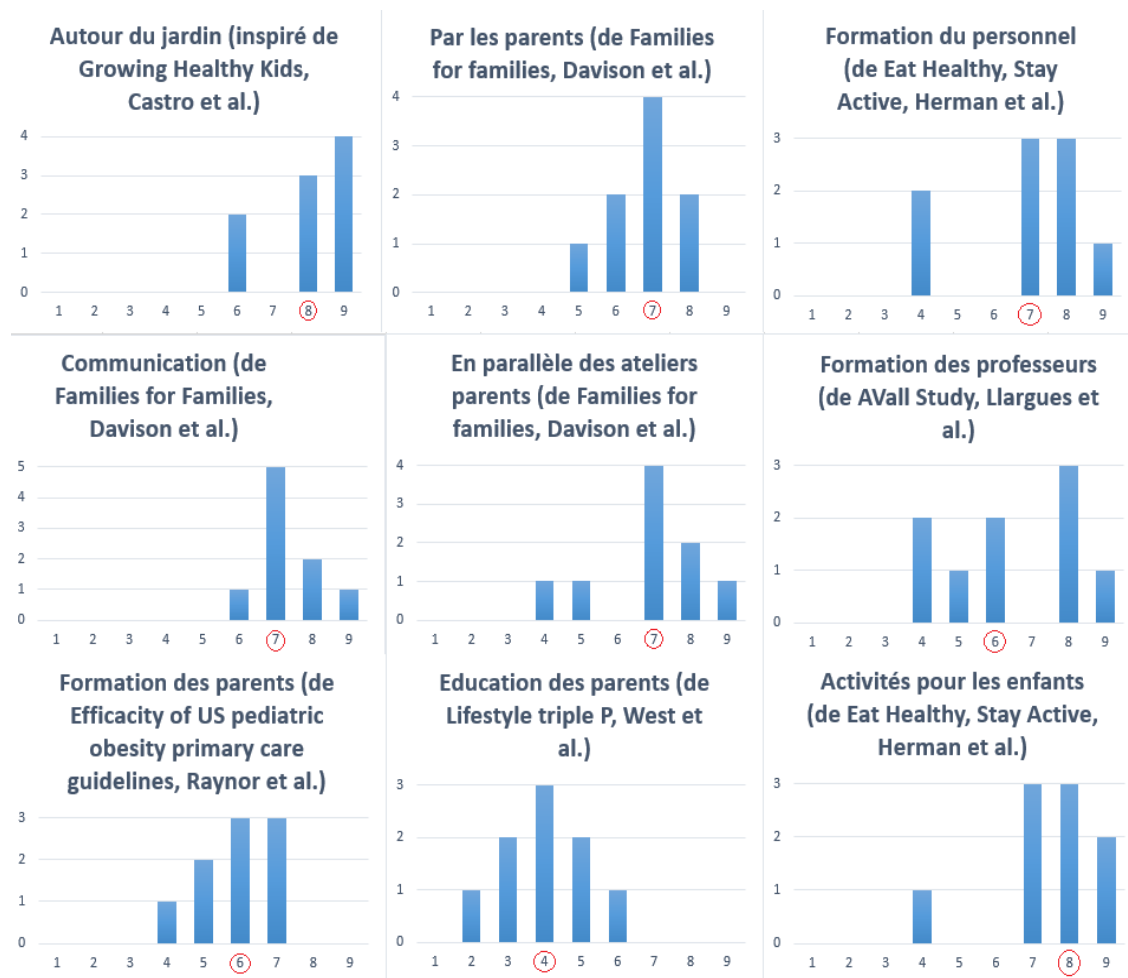 Autour du jardin (inspiré de
Growing Healthy Kids,
Castro et al.)
4
3
2
1
0
1 2 3 4 5 6 7 8 9
Par les parents (de Families
for families, Davison et al.)
4
3
2
1
0
1 2 3 4 5 6 7 8 9
Formation du personnel
(de Eat Healthy, Stay
Active, Herman et al.)
3
2
1
0
1 2 3 4 5 6 7 8 9
Communication (de
Families for Families,
Davison et al.)
5
4
3
2
1
0
1 2 3 4 5 6 7 8 9
En parallèle des ateliers
parents (de Families for
families, Davison et al.)
4
3
2
1
0
1 2 3 4 5 6 7 8 9
Formation des professeurs
(de AVall Study, Llargues et
al.)
3
2
1
0
1 2 3 4 5 6 7 8 9
Formation des parents (de
Efficacity of US pediatric
obesity primary care
guidelines, Raynor et al.)
3
2
1
0
1 2 3 4 5 6 7 8 9
Education des parents (de
Lifestyle triple P, West et
al.)
3
2
1
0
1 2 3 4 5 6 7 8 9
Activités pour les enfants
(de Eat Healthy, Stay Active,
Herman et al.)
3
2
1
0
1 2 3 4 5 6 7 8 9